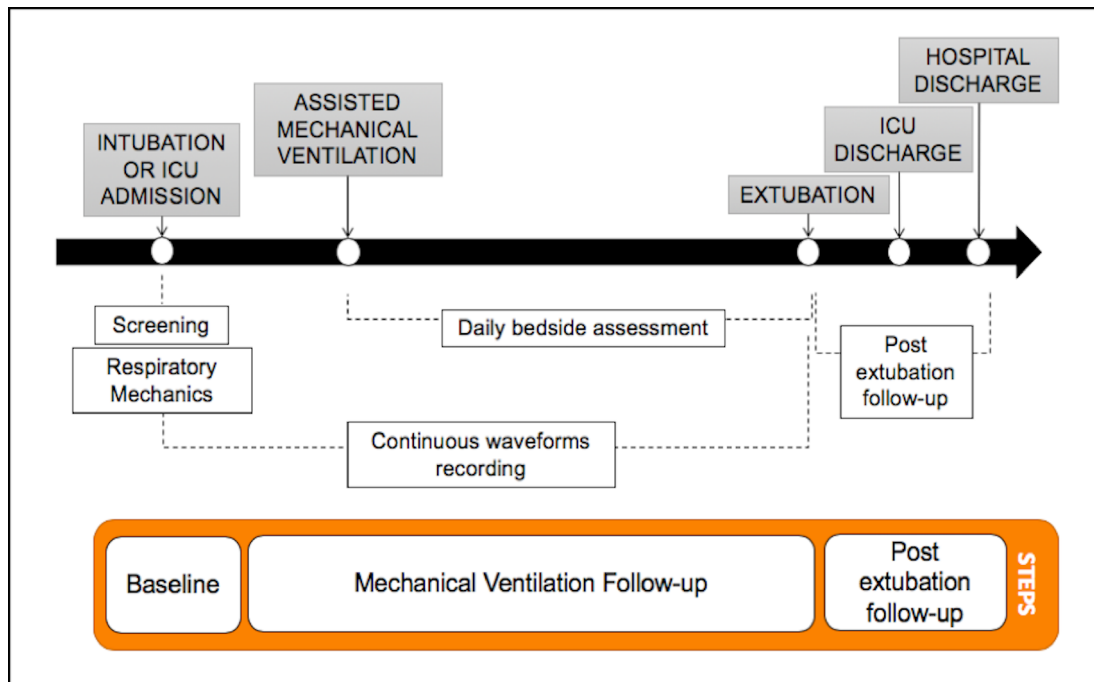 HOSPITAL
DISCHARGE
ASSISTED
MECHANICAL
VENTILATION
ICU
DISCHARGE
INTUBATION
OR ICU
ADMISSION
EXTUBATION
Screening
Respiratory
Mechanics
Daily bedside assessment
Post
extubation
follow-up
Continuous waveforms
recording
Baseline
Mechanical Ventilation Follow-up
Post
extubation
follow-up
STEPS